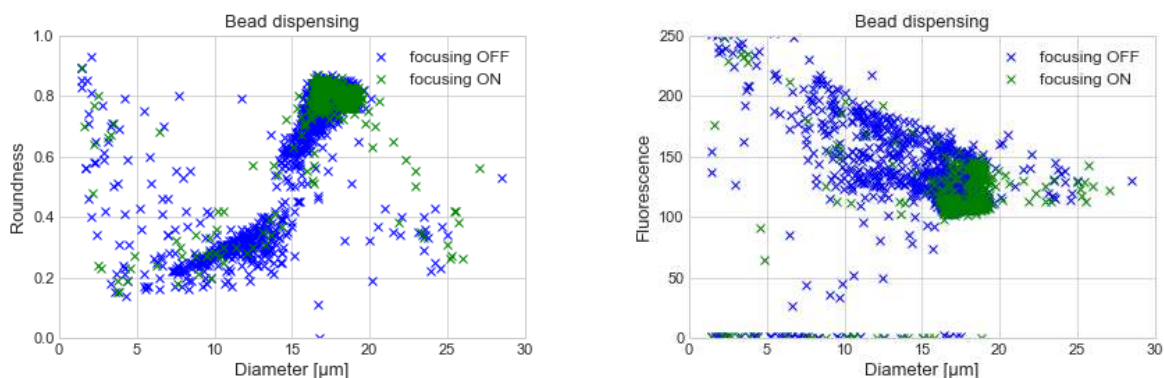 Bead dispensing
1.0
0.8
0.6
0.4
0.2
0.0
Roundness
focusing OFF
focusing ON
0
5
10
15
20
25
30
Diameter [µm]
Bead dispensing
250
200
150
100
50
0
Fluorescence
focusing OFF
focusing ON
0
5
10
15
20
25
30
Diameter [µm]